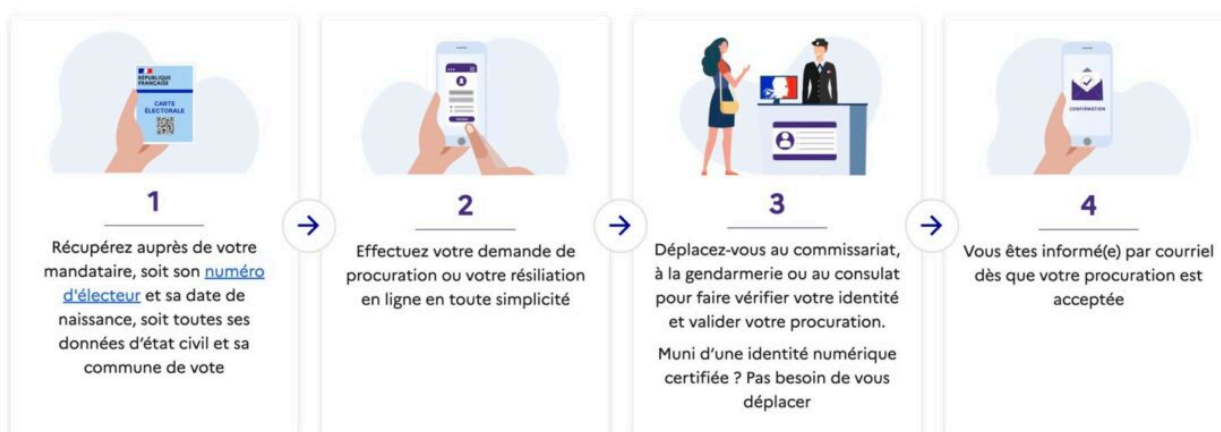 RÉPUBLIQUE
FRANÇAISE
CARTE
ÉLECTORALE
1
Récupérez auprès de votre
mandataire, soit son numéro
d'électeur et sa date de
naissance, soit toutes ses
données d'état civil et sa
commune de vote
2
Effectuez votre demande de
procuration ou votre résiliation
en ligne en toute simplicité
3
Déplacez-vous au commissariat,
à la gendarmerie ou au consulat
pour faire vérifier votre identité
et valider votre procuration.
Muni d'une identité numérique
certifiée ? Pas besoin de vous
déplacer
CONFIRMATION
4
Vous êtes informé(e) par courriel
dès que votre procuration est
acceptée